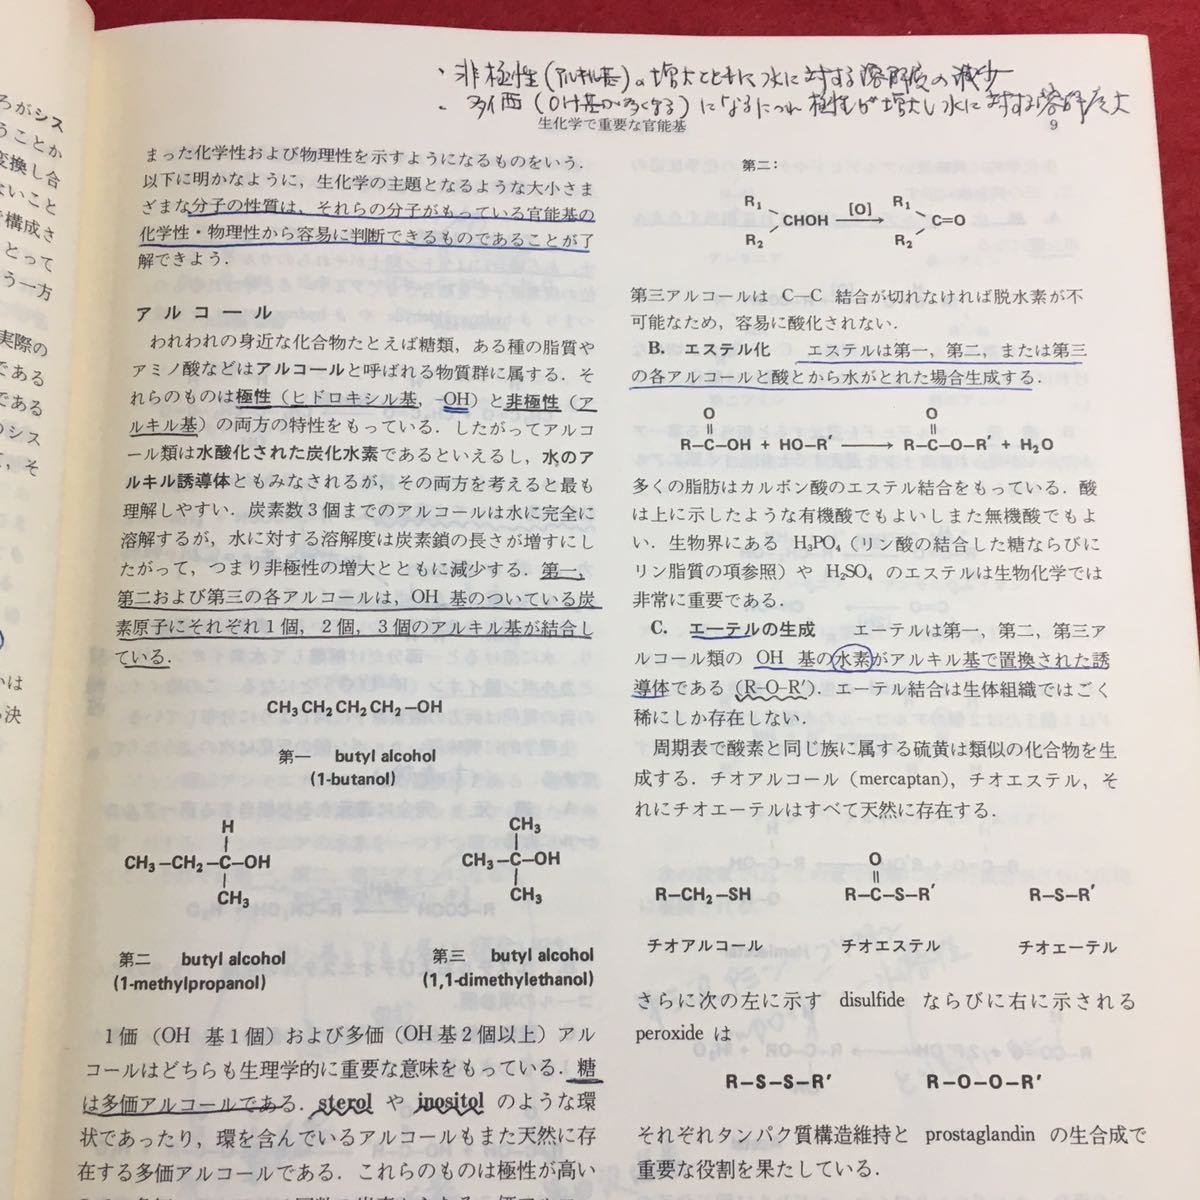 ・非極性(アルキル基)の増大とともに水に対する溶解度の減少
・多価(OH基が多くなる)になるにつれ極性が増大し水に対する溶解度大
生化学で重要な官能基
9
ろがシス
うことか
変換し合
ないこと
で構成さ
とって
う一方
実際の
である
である
のシス
，そ
いは
決
まった化学性および物理性を示すようになるものをいう．
以下に明かなように，生化学の主題となるような大小さま
ざまな分子の性質は，それらの分子がもっている官能基の
化学性・物理性から容易に判断できるものであることが了
解できよう．
アルコール
われわれの身近な化合物たとえば糖類，ある種の脂質や
アミノ酸などはアルコールと呼ばれる物質群に属する．そ
れらのものは極性（ヒドロキシル基，-OH）と非極性（ア
ルキル基）の両方の特性をもっている．したがってアルコ
ール類は水酸化された炭化水素であるといえるし，水のア
ルキル誘導体ともみなされるが，その両方を考えると最も
理解しやすい．炭素数3個までのアルコールは水に完全に
溶解するが，水に対する溶解度は炭素鎖の長さが増すにし
たがって，つまり非極性の増大とともに減少する．第一，
第二および第三の各アルコールは，OH 基のついている炭
素原子にそれぞれ1個，2個，3個のアルキル基が結合し
ている．
CH₃CH₂CH₂CH₂–OH
第一 butyl alcohol
(1-butanol)
H
CH₃–CH₂–C–OH
CH₃
第二 butyl alcohol
(1-methylpropanol)
CH₃
CH₃–C–OH
CH₃
第三 butyl alcohol
(1,1-dimethylethanol)
1価（OH 基1個）および多価（OH基2個以上）アル
コールはどちらも生理学的に重要な意味をもっている．糖
は多価アルコールである．sterol や inositol のような環
状であったり，環を含んでいるアルコールもまた天然に存
在する多価アルコールである．これらのものは極性が高い
第二：
R₁ R₁
CHOH [O] C=O
R₂ R₂
第三アルコールは C—C 結合が切れなければ脱水素が不
可能なため，容易に酸化されない．
B．エステル化 エステルは第一，第二，または第三
の各アルコールと酸とから水がとれた場合生成する．
O O
R–C–OH + HO–R′ → R–C–O–R′ + H₂O
多くの脂肪はカルボン酸のエステル結合をもっている．酸
は上に示したような有機酸でもよいしまた無機酸でもよ
い．生物界にある H₃PO₄（リン酸の結合した糖ならびに
リン脂質の項参照）や H₂SO₄ のエステルは生物化学では
非常に重要である．
C．エーテルの生成 エーテルは第一，第二，第三ア
ルコール類の OH 基の水素がアルキル基で置換された誘
導体である（R–O–R′）．エーテル結合は生体組織ではごく
稀にしか存在しない．
周期表で酸素と同じ族に属する硫黄は類似の化合物を生
成する．チオアルコール（mercaptan），チオエステル，そ
れにチオエーテルはすべて天然に存在する．
O
R–CH₂–SH R–C–S–R′ R–S–R′
チオアルコール チオエステル チオエーテル
さらに次の左に示す disulfide ならびに右に示される
peroxide は
R–S–S–R′ R–O–O–R′
それぞれタンパク質構造維持と prostaglandin の生合成で
重要な役割を果たしている．